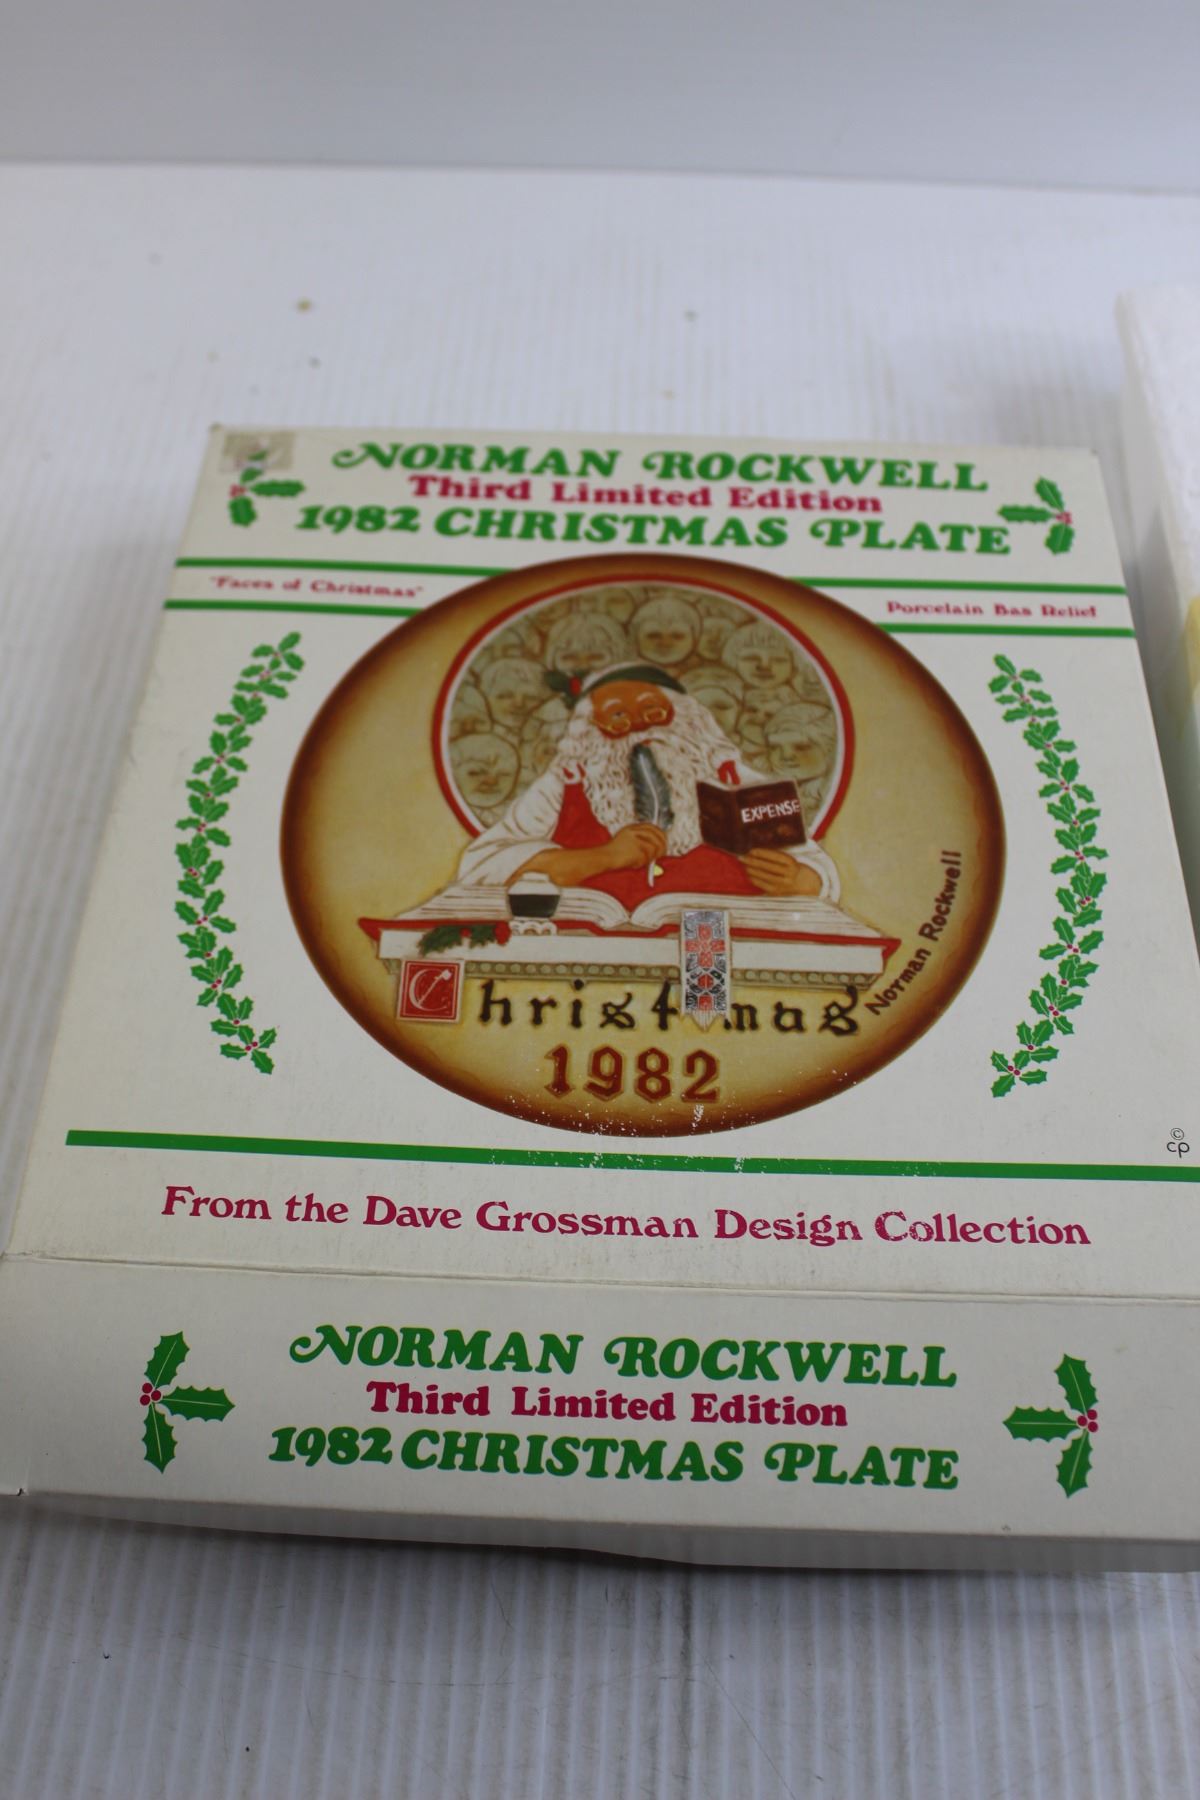 NORMAN ROCKWELL
Third Limited Edition
1982 CHRISTMAS PLATE
"Faces of Christmas"
Porcelain Bas Relief
EXPENSE
Norman Rockwell
Christmas
1982
© cp
From the Dave Grossman Design Collection
NORMAN ROCKWELL
Third Limited Edition
1982 CHRISTMAS PLATE